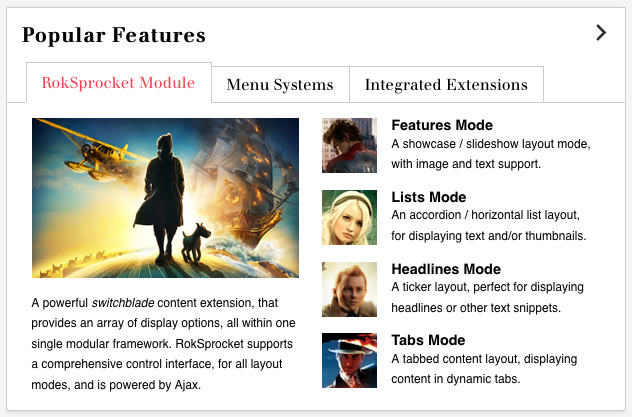 Popular Features
RokSprocket Module
Menu Systems
Integrated Extensions
A powerful switchblade content extension, that
provides an array of display options, all within one
single modular framework. RokSprocket supports
a comprehensive control interface, for all layout
modes, and is powered by Ajax.
Features Mode
A showcase / slideshow layout mode,
with image and text support.
Lists Mode
An accordion / horizontal list layout,
for displaying text and/or thumbnails.
Headlines Mode
A ticker layout, perfect for displaying
headlines or other text snippets.
Tabs Mode
A tabbed content layout, displaying
content in dynamic tabs.